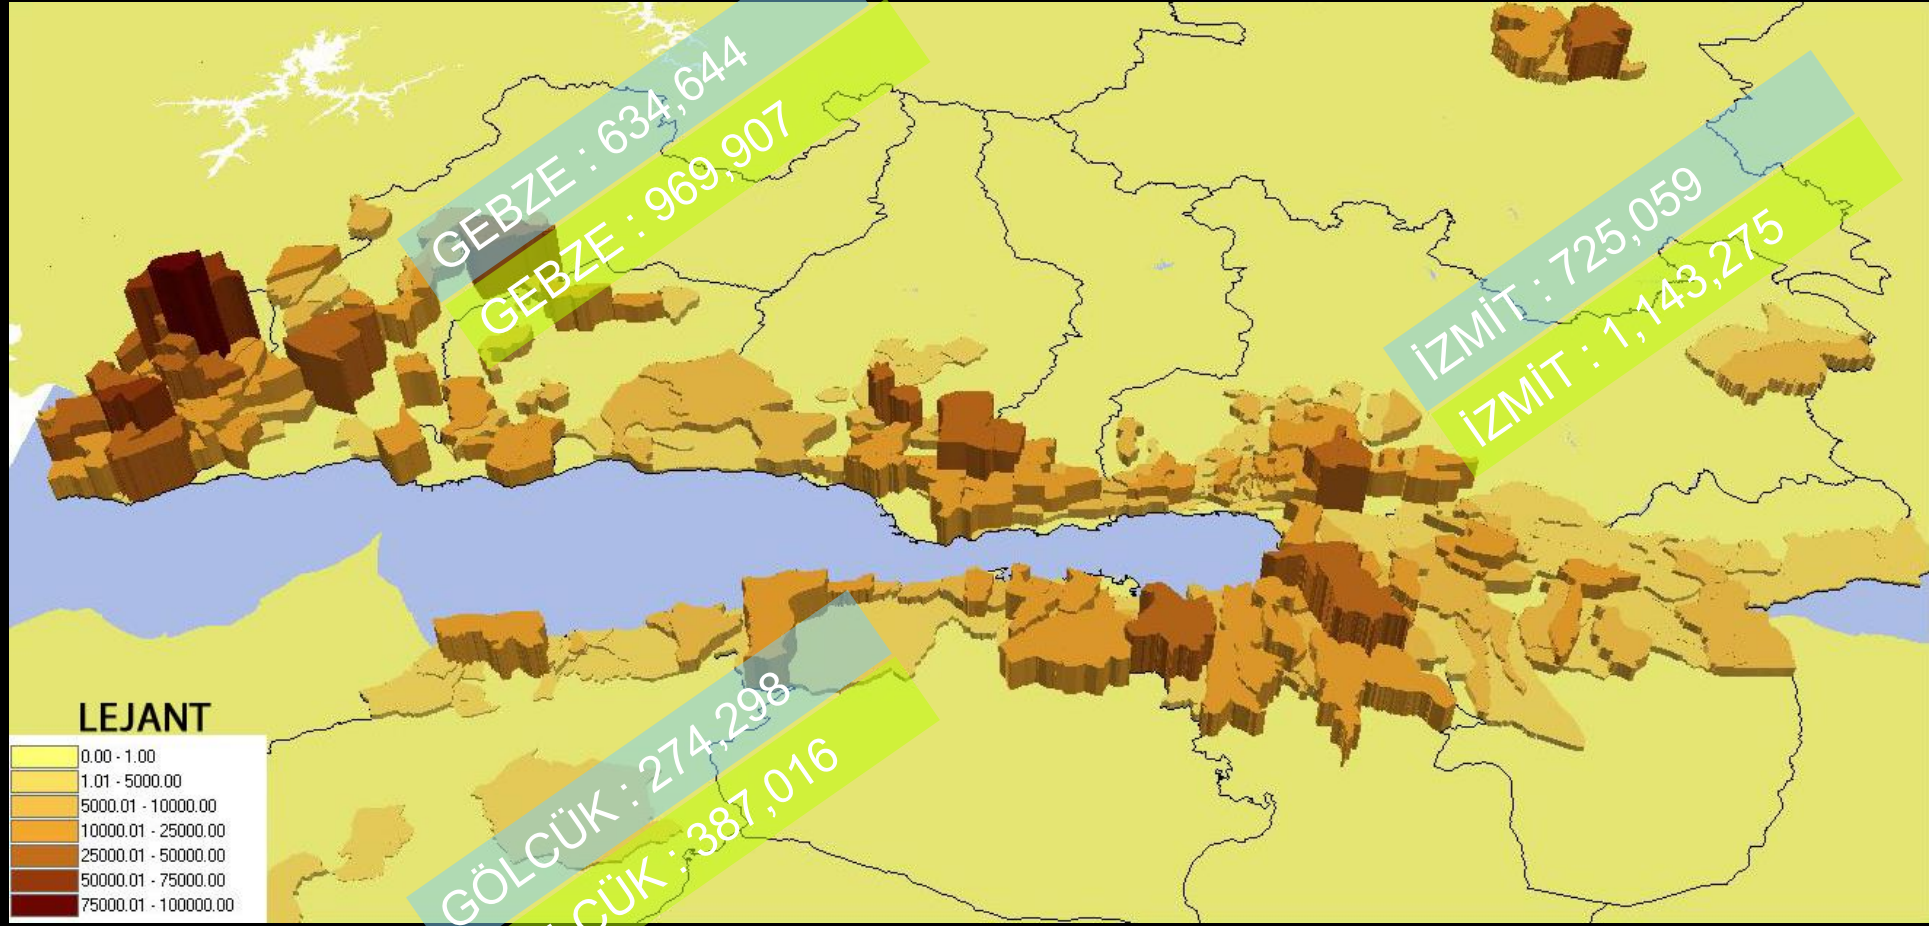 GEBZE : 634,644
GEBZE : 969,907
İZMİT : 725,059
İZMİT : 1,143,275
GÖLCÜK : 274,298
CÜK : 387,016
LEJANT
0.00 - 1.00
1.01 - 5000.00
5000.01 - 10000.00
10000.01 - 25000.00
25000.01 - 50000.00
50000.01 - 75000.00
75000.01 - 100000.00